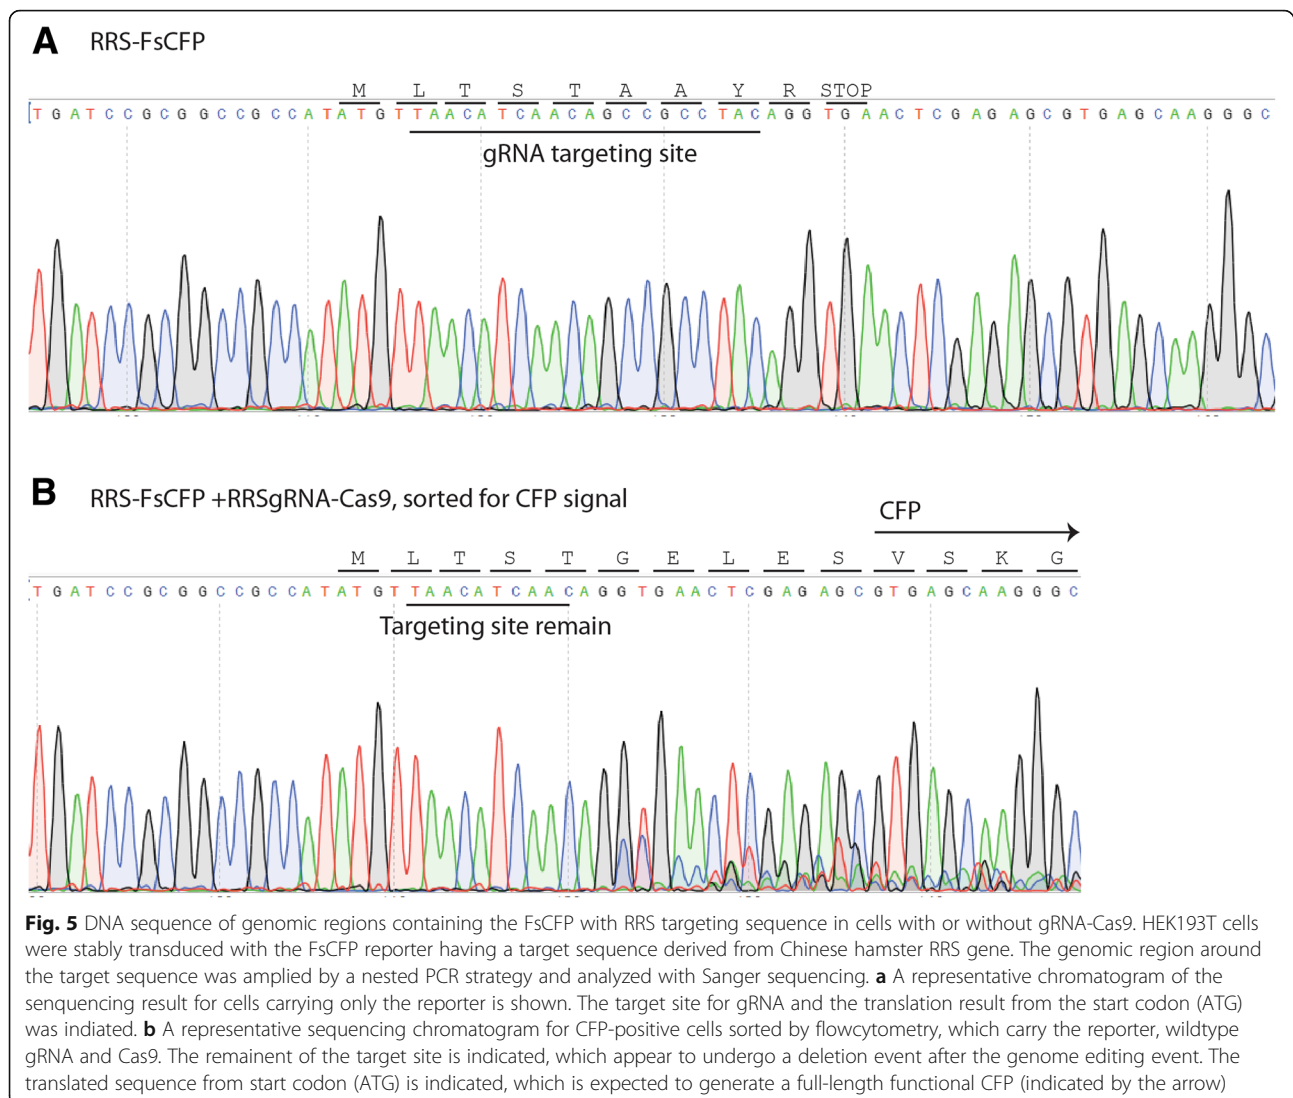 A RRS-FsCFP
M L T S T A A Y R STOP
TGATCCGCGGCCGCCATATGTTAACATCAACAGCCGCCTACAGGTGAACTCGAGAGCGTGAGCAAGGGC
gRNA targeting site
B RRS-FsCFP +RRSgRNA-Cas9, sorted for CFP signal
CFP
M L T S T G E L E S V S K G
TGATCCGCGGCCGCCATATGTTAACATCAACAGGTGAACTCGAGAGCGTGAGCAAGGGC
Targeting site remain
Fig. 5 DNA sequence of genomic regions containing the FsCFP with RRS targeting sequence in cells with or without gRNA-Cas9. HEK193T cells
were stably transduced with the FsCFP reporter having a target sequence derived from Chinese hamster RRS gene. The genomic region around
the target sequence was amplied by a nested PCR strategy and analyzed with Sanger sequencing. a A representative chromatogram of the
senquencing result for cells carrying only the reporter is shown. The target site for gRNA and the translation result from the start codon (ATG)
was indiated. b A representative sequencing chromatogram for CFP-positive cells sorted by flowcytometry, which carry the reporter, wildtype
gRNA and Cas9. The remainent of the target site is indicated, which appear to undergo a deletion event after the genome editing event. The
translated sequence from start codon (ATG) is indicated, which is expected to generate a full-length functional CFP (indicated by the arrow)